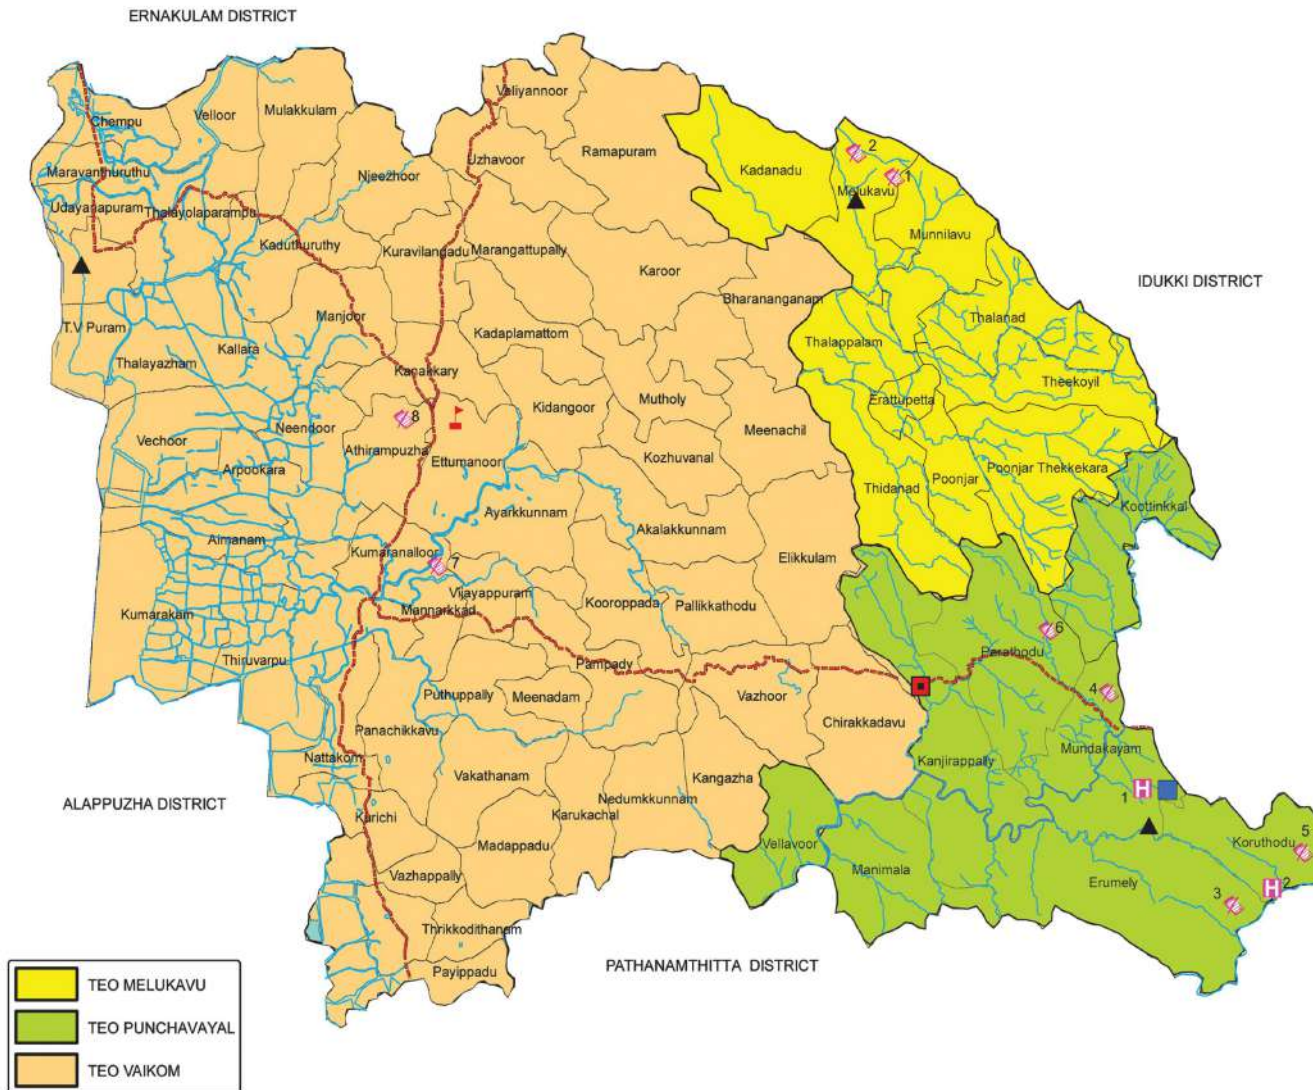 ERNAKULAM DISTRICT
Valiyannoor
Chempu
Velloor
Mulakkulam
Uzhavoor
Ramapuram
Kadanadu
2
1
Melukavu
Maravanthuruthu
Njeezhoor
Udayanapuram
Thalayolaparampu
Kaduthuruthy
Kuravilangadu
Marangattupally
Munnilavu
Karoor
Bharananganam
IDUKKI DISTRICT
T.V Puram
Manjoor
Kadaplamattom
Thalappalam
Thalanad
Thalayazham
Kallara
Kanakkary
Theekoyil
Erattupetta
Kidangoor
Mutholy
8
Neendoor
Meenachil
Vechoor
Athirampuzha
Ettumanoor
Kozhuvanal
Arpookara
Poonjar Thekkekara
Thidanad
Poonjar
Koottinkkal
Ayarkkunnam
Akalakkunnam
Aimanam
Kumaranalloor
Elikkulam
7
Vijayappuram
Kumarakam
Mannarkkad
Kooroppada
Pallikkathodu
6
Thiruvarpu
Parathodu
Pampady
Puthuppally
Meenadam
Vazhoor
4
Chirakkadavu
Panachikkavu
Nattakom
Mundakayam
Kanjirappally
Vakathanam
Kangazha
1
H
ALAPPUZHA DISTRICT
Nedumkkunnam
Karukachal
Kurichi
5
Madappadu
Vellavoor
Koruthodu
Manimala
Vazhappally
Erumely
H
2
3
Thrikkodithanam
PATHANAMTHITTA DISTRICT
Payippadu
TEO MELUKAVU
TEO PUNCHAVAYAL
TEO VAIKOM